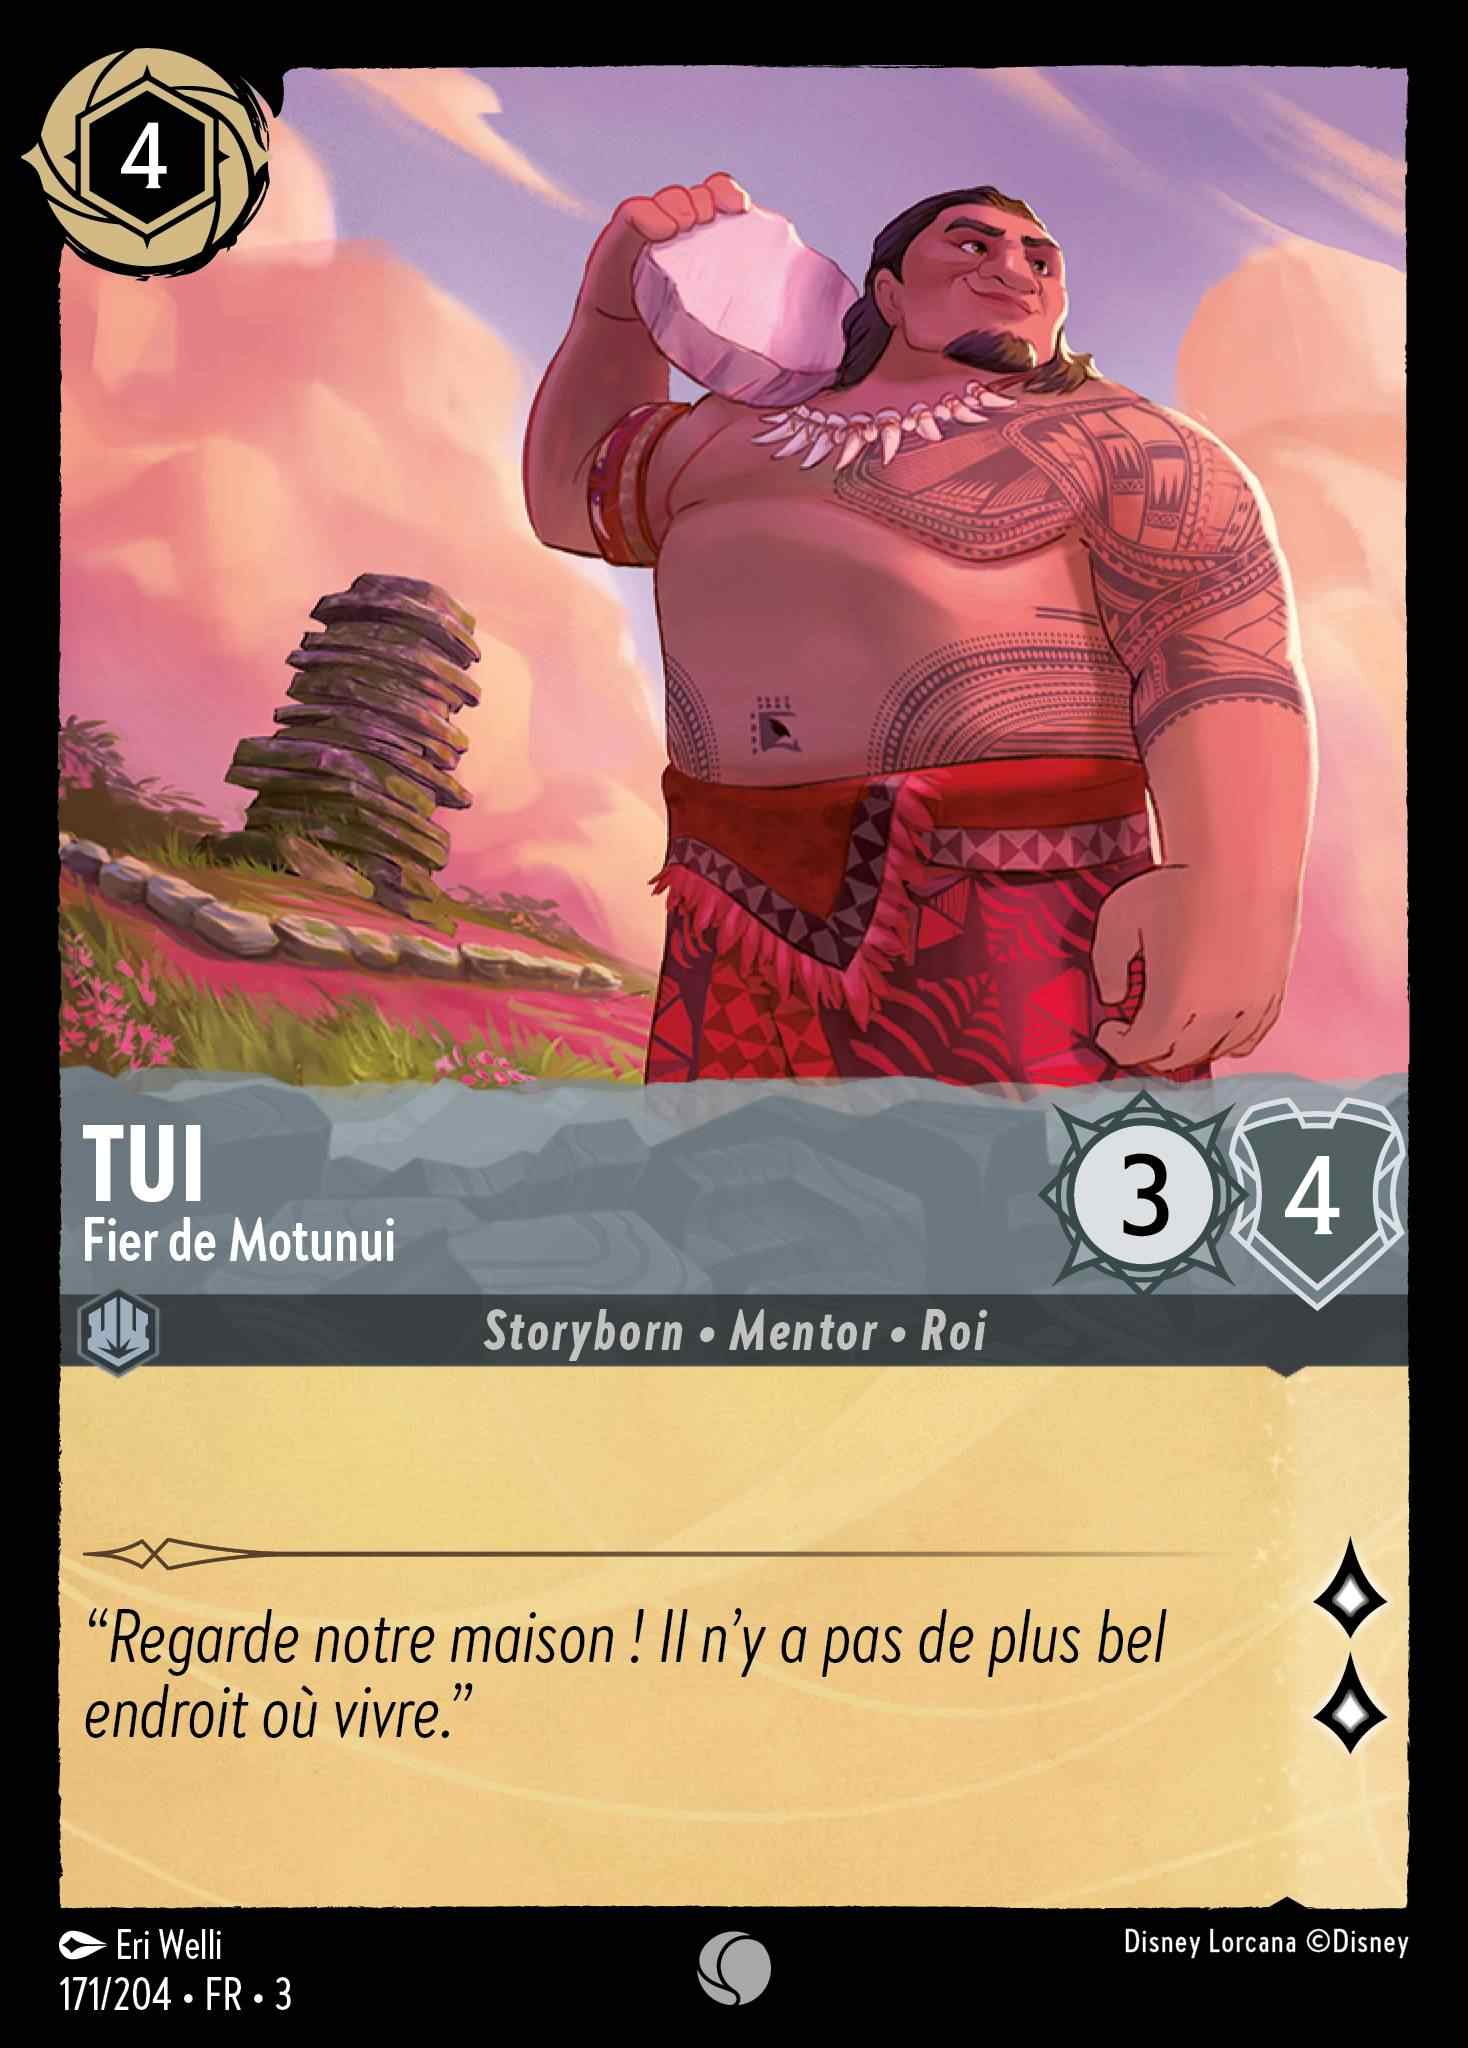 4
TUI
Fier de Motunui
3
4
Storyborn • Mentor • Roi
“Regarde notre maison ! Il n’y a pas de plus bel
endroit où vivre.”
Eri Welli
171/204 • FR • 3
Disney Lorcana ©Disney